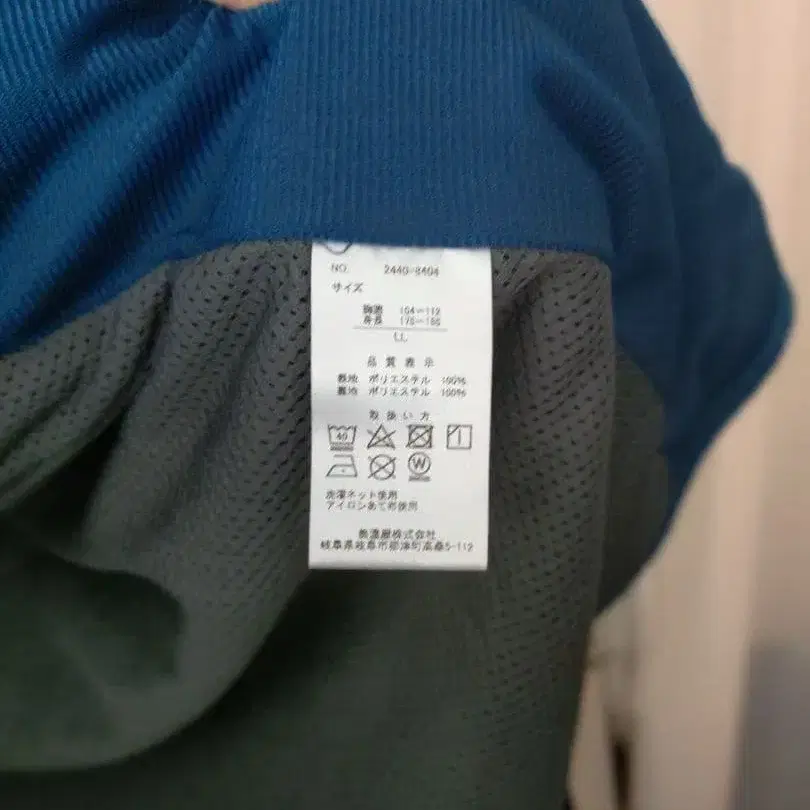 NO. 2440-8404
サイズ
胸囲 104-112
身長 170-180
LL
品質表示
表地 ポリエステル 100%
裏地 ポリエステル 100%
取扱い方
40
W
洗濯ネット使用
アイロンあて布使用
美濃屋株式会社
岐阜県岐阜市柳津町高桑5-112